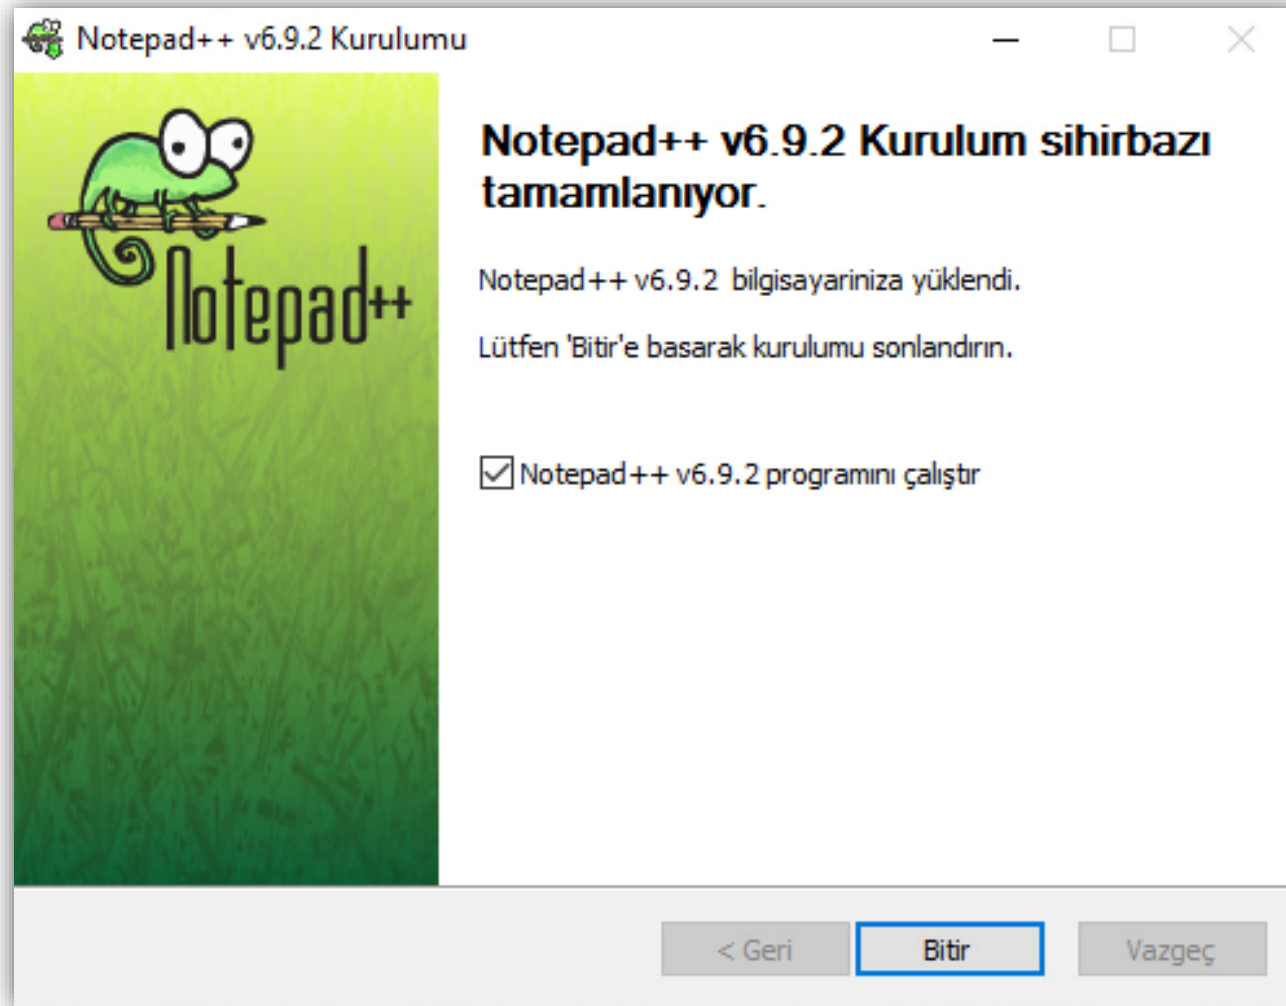 Notepad++ v6.9.2 Kurulumu
Notepad++
Notepad++ v6.9.2 Kurulum sihirbazı
tamamlanıyor.
Notepad++ v6.9.2 bilgisayariniza yüklendi.
Lütfen 'Bitir'e basarak kurulumu sonlandırın.
Notepad++ v6.9.2 programını çalıştır
< Geri
Bitir
Vazgeç